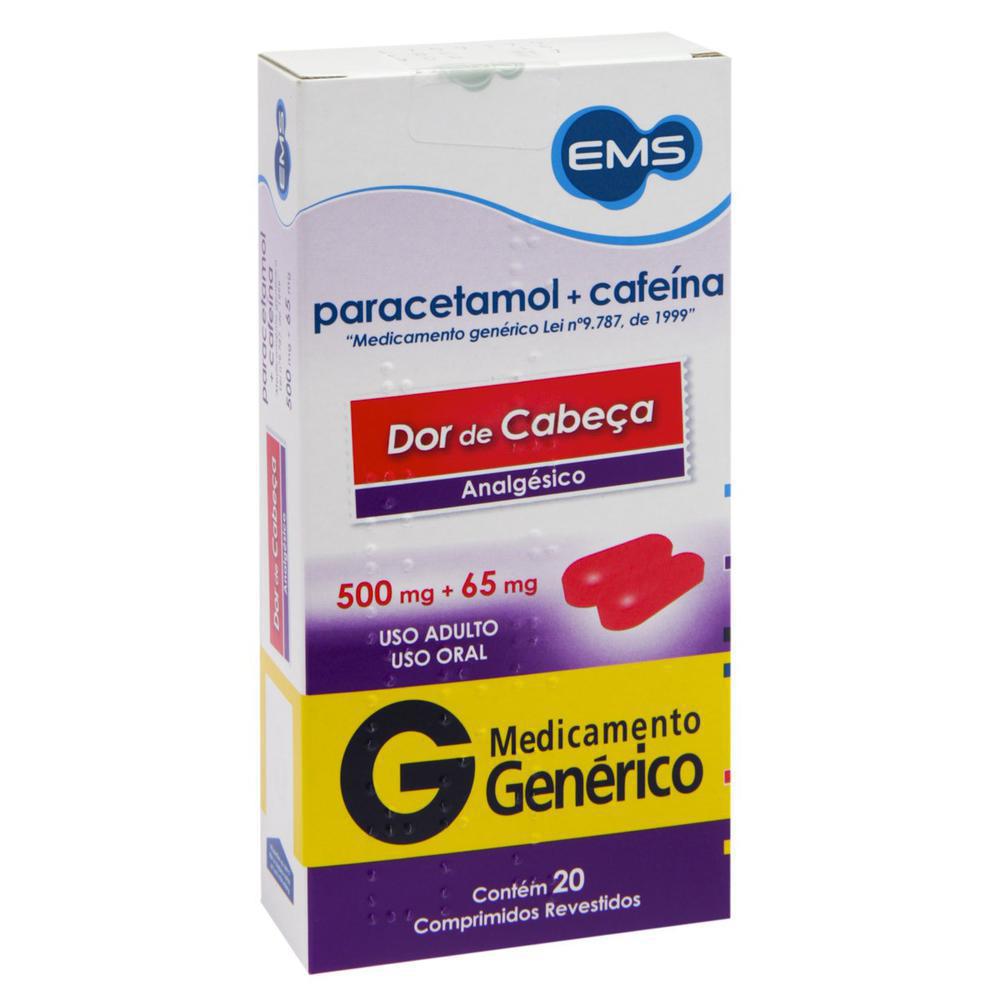 EMS
paracetamol + cafeína
"Medicamento genérico Lei nº9.787, de 1999"
Dor de Cabeça
Analgésico
500 mg + 65 mg
USO ADULTO
USO ORAL
G Medicamento
Genérico
Contém 20
Comprimidos Revestidos
EMS
paracetamol
+ cafeína
500 mg + 65 mg
Dor de Cabeça
Analgésico